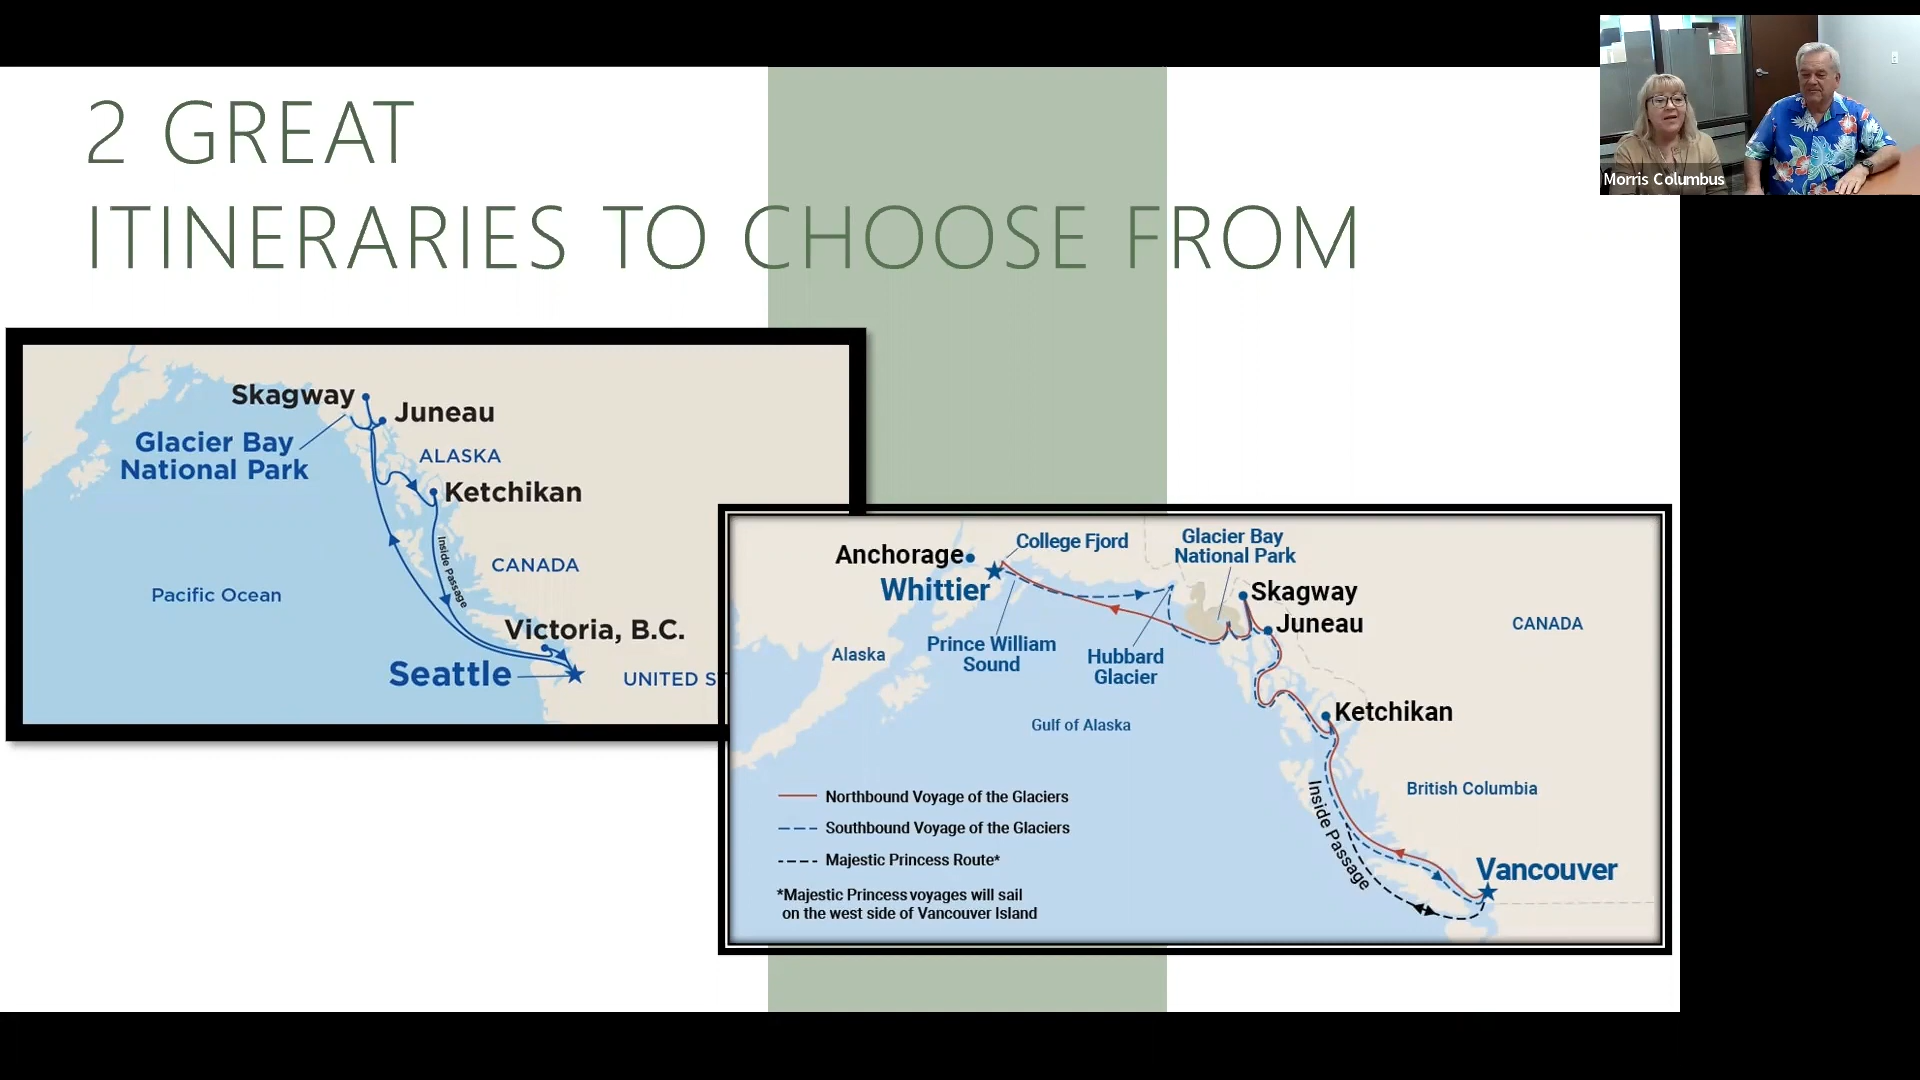 2 GREAT
ITINERARIES TO CHOOSE FROM
Morris Columbus
Skagway
Juneau
Glacier Bay
National Park
ALASKA
Ketchikan
Inside Passage
CANADA
Pacific Ocean
Victoria, B.C.
Seattle
UNITED S
Anchorage
College Fjord
Glacier Bay
National Park
Whittier
Skagway
Juneau
CANADA
Prince William
Sound
Alaska
Hubbard
Glacier
Gulf of Alaska
Ketchikan
British Columbia
Inside Passage
Northbound Voyage of the Glaciers
Southbound Voyage of the Glaciers
Majestic Princess Route*
*Majestic Princess voyages will sail
on the west side of Vancouver Island
Vancouver